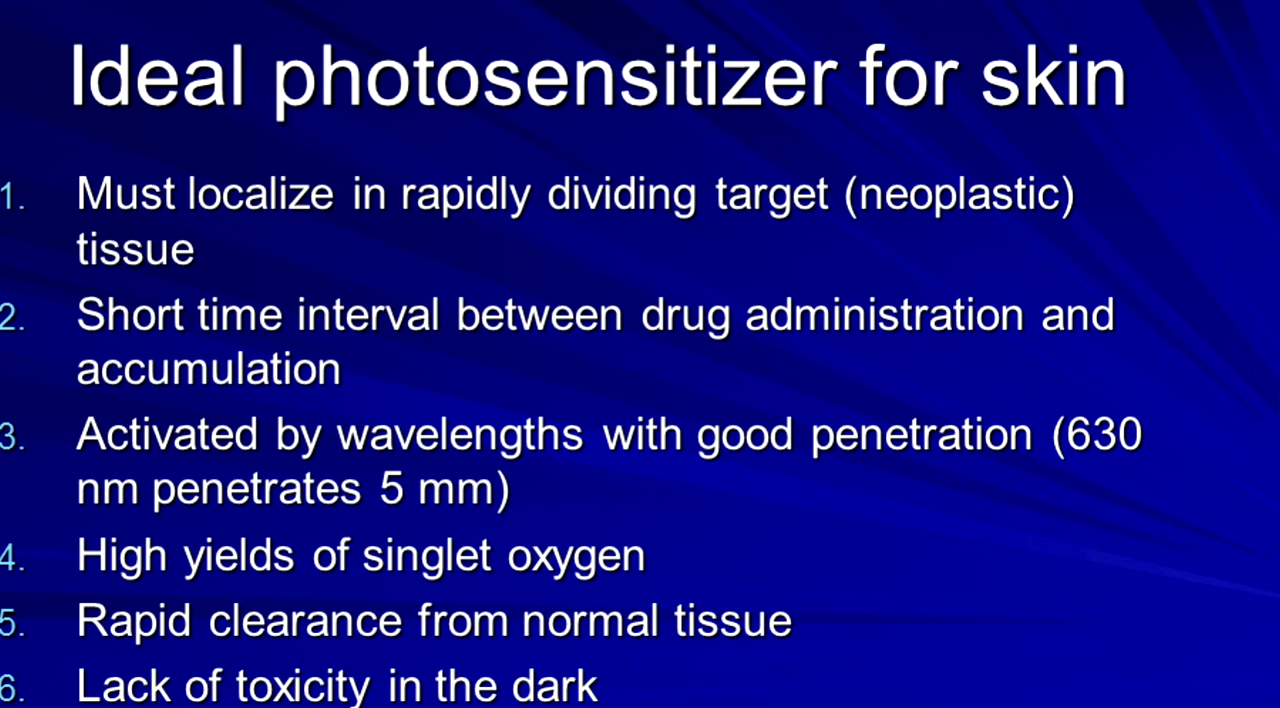 Ideal photosensitizer for skin
1. Must localize in rapidly dividing target (neoplastic)
tissue
2. Short time interval between drug administration and
accumulation
3. Activated by wavelengths with good penetration (630
nm penetrates 5 mm)
4. High yields of singlet oxygen
5. Rapid clearance from normal tissue
6. Lack of toxicity in the dark